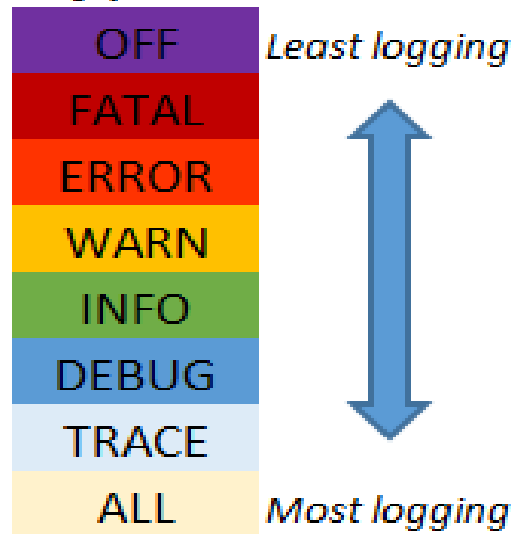 OFF Least logging
FATAL
ERROR
WARN
INFO
DEBUG
TRACE
ALL Most logging